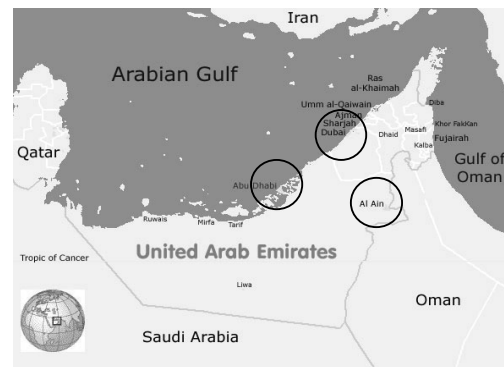 Iran
Arabian Gulf
Ras
al-Khaimah
Umm al-Qaiwain
Ajman
Sharjah
Dubai
Diba
Khor FakKan
Dhaid
Masafi
Kalba
Fujairah
Qatar
Gulf of
Oman
Abu Dhabi
Al Ain
Ruwais
Mirfa
Tarif
United Arab Emirates
Tropic of Cancer
Liwa
Oman
Saudi Arabia